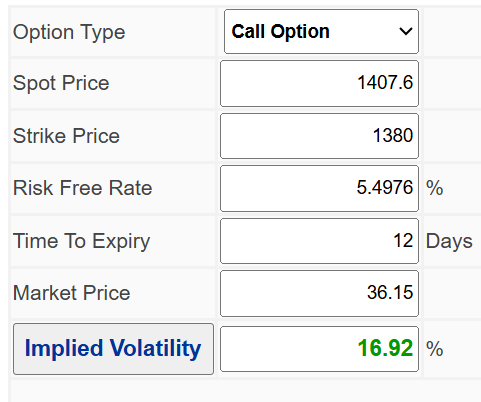 Option Type Call Option
Spot Price 1407.6
Strike Price 1380
Risk Free Rate 5.4976 %
Time To Expiry 12 Days
Market Price 36.15
Implied Volatility 16.92 %